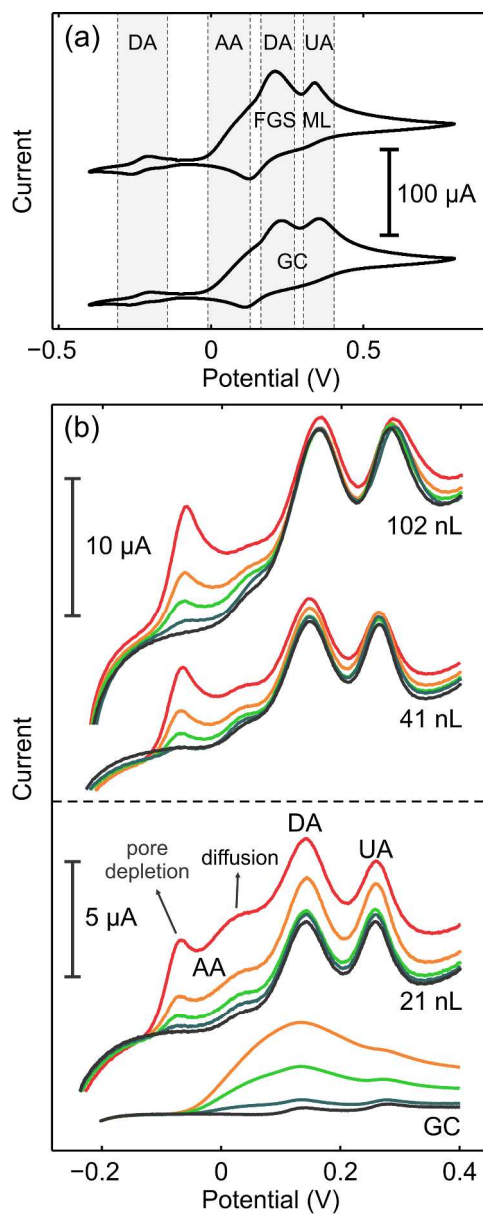 (a)
DA AA DA UA
FGS ML
100 µA
GC
Current
−0.5 0 0.5
Potential (V)
(b)
10 µA
102 nL
41 nL
Current
pore
depletion
diffusion
DA
UA
5 µA
AA
21 nL
GC
−0.2 0 0.2 0.4
Potential (V)